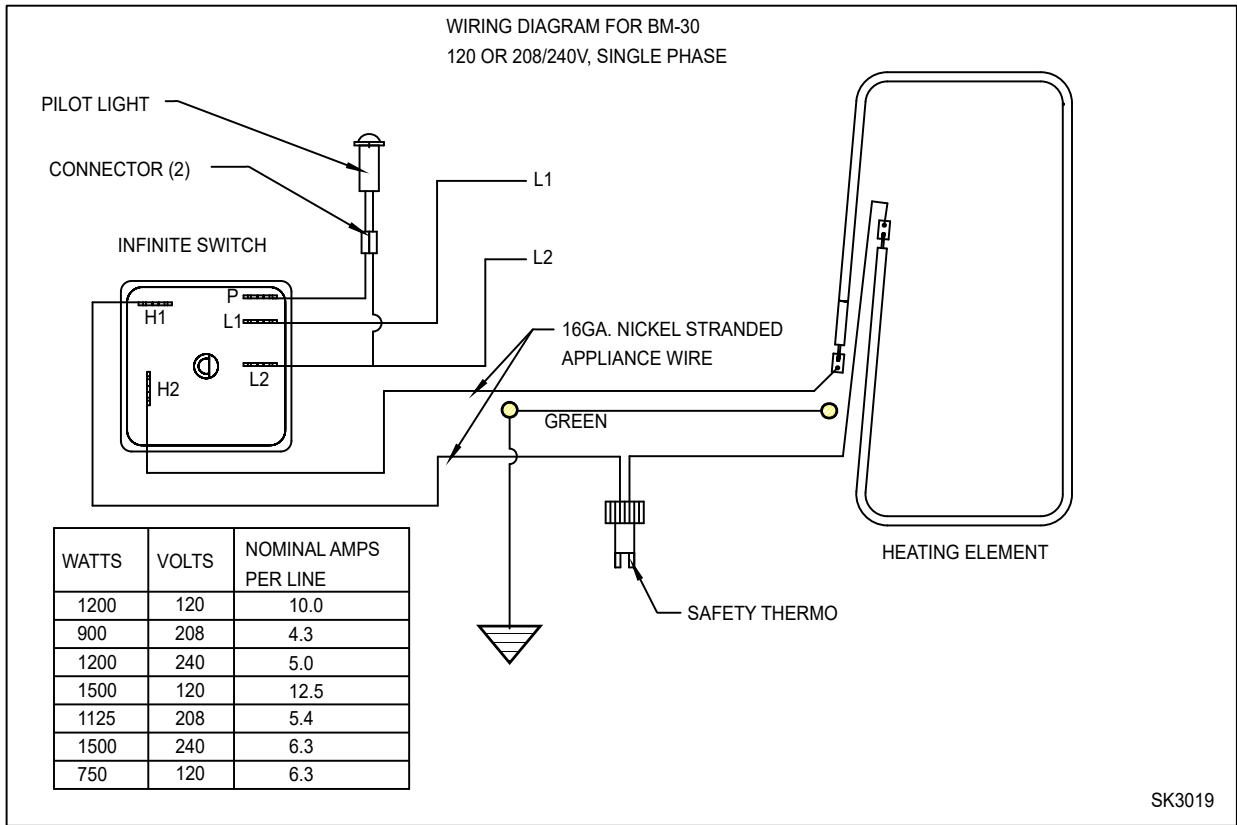 WIRING DIAGRAM FOR BM-30
120 OR 208/240V, SINGLE PHASE
PILOT LIGHT
CONNECTOR (2)
L1
L2
INFINITE SWITCH
P
H1
L1
L2
H2
16GA. NICKEL STRANDED
APPLIANCE WIRE
GREEN
HEATING ELEMENT
SAFETY THERMO
WATTS VOLTS NOMINAL AMPS
PER LINE
1200 120 10.0
900 208 4.3
1200 240 5.0
1500 120 12.5
1125 208 5.4
1500 240 6.3
750 120 6.3
SK3019